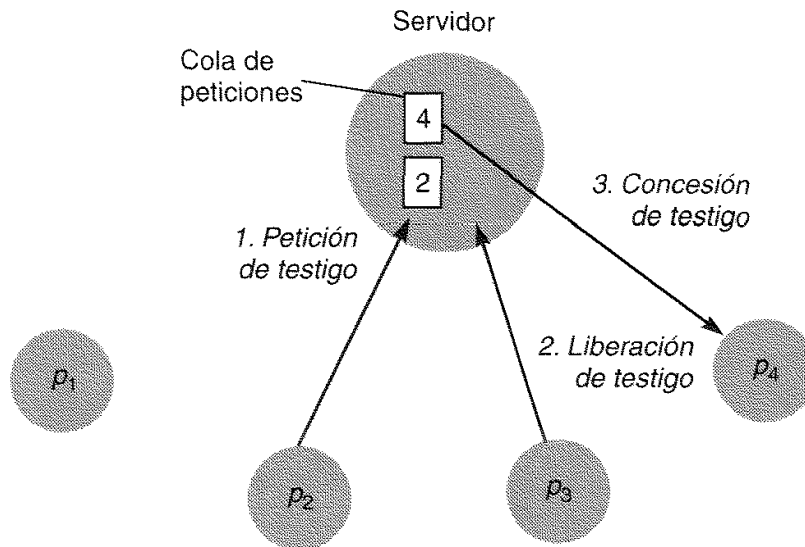 Servidor
Cola de
peticiones
4
2
3. Concesión
de testigo
1. Petición
de testigo
2. Liberación
de testigo
p₁
p₂
p₃
p₄